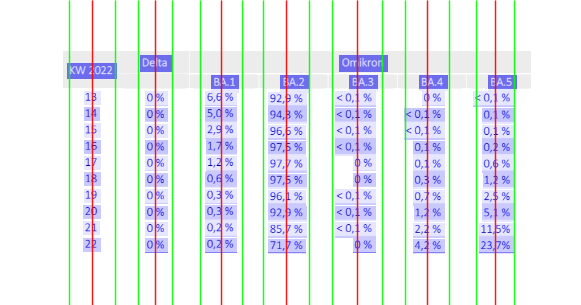 KW 2022 Delta Omikron
BA.1 BA.2 BA.3 BA.4 BA.5
13 0 % 6,6 % 92,9 % < 0,1 % 0 % < 0,1 %
14 0 % 5,0 % 94,3 % < 0,1 % < 0,1 % 0,1 %
15 0 % 2,9 % 96,6 % < 0,1 % < 0,1 % 0,1 %
16 0 % 1,7 % 97,5 % < 0,1 % 0,1 % 0,2 %
17 0 % 1,2 % 97,7 % 0 % 0,1 % 0,6 %
18 0 % 0,6 % 97,5 % 0 % 0,3 % 1,2 %
19 0 % 0,3 % 96,1 % < 0,1 % 0,7 % 2,5 %
20 0 % 0,3 % 92,9 % < 0,1 % 1,2 % 5,1 %
21 0 % 0,2 % 85,7 % < 0,1 % 2,2 % 11,5%
22 0 % 0,2 % 71,7 % 0 % 4,2 % 23,7%